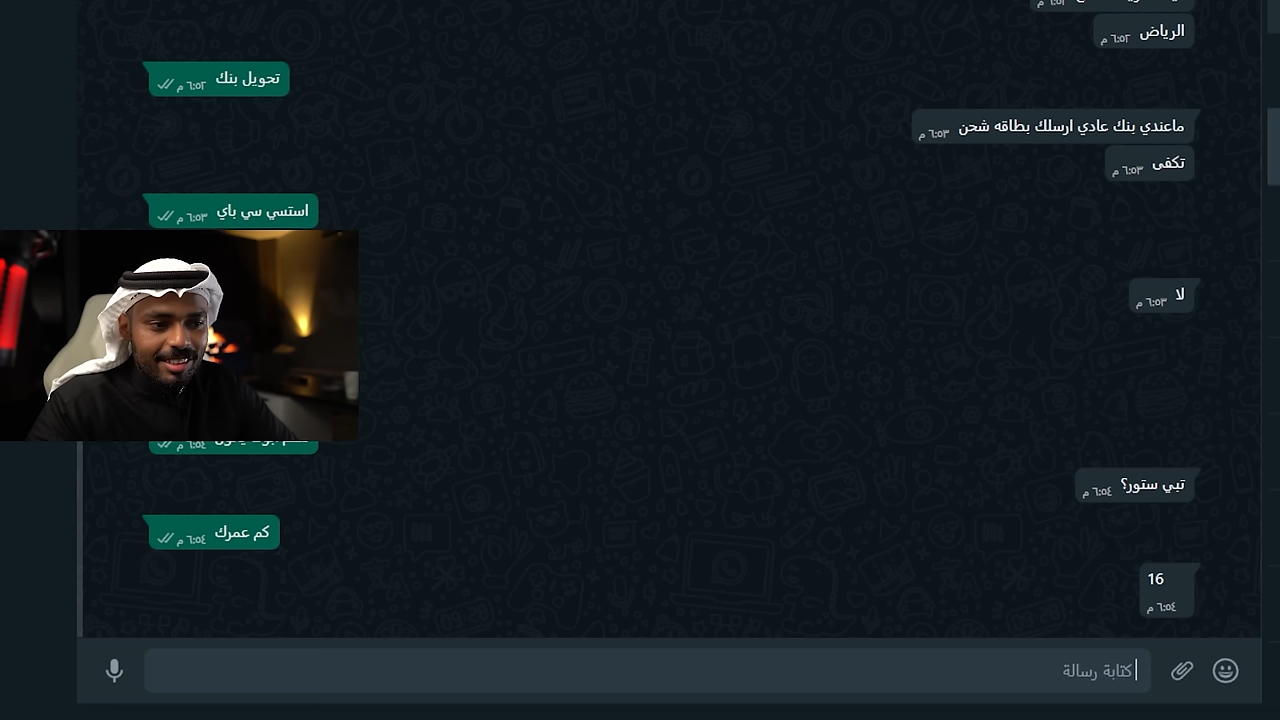 الرياض ٦:٥٢ م
تحويل بنك ٦:٥٢ م
ماعندي بنك عادي ارسلك بطاقه شحن ٦:٥٣ م
تكفى ٦:٥٣ م
استسي سي باي ٦:٥٣ م
لا ٦:٥٣ م
٦:٥٤ م
تبي ستور؟ ٦:٥٤ م
كم عمرك ٦:٥٤ م
16
٦:٥٤ م
كتابة رسالة